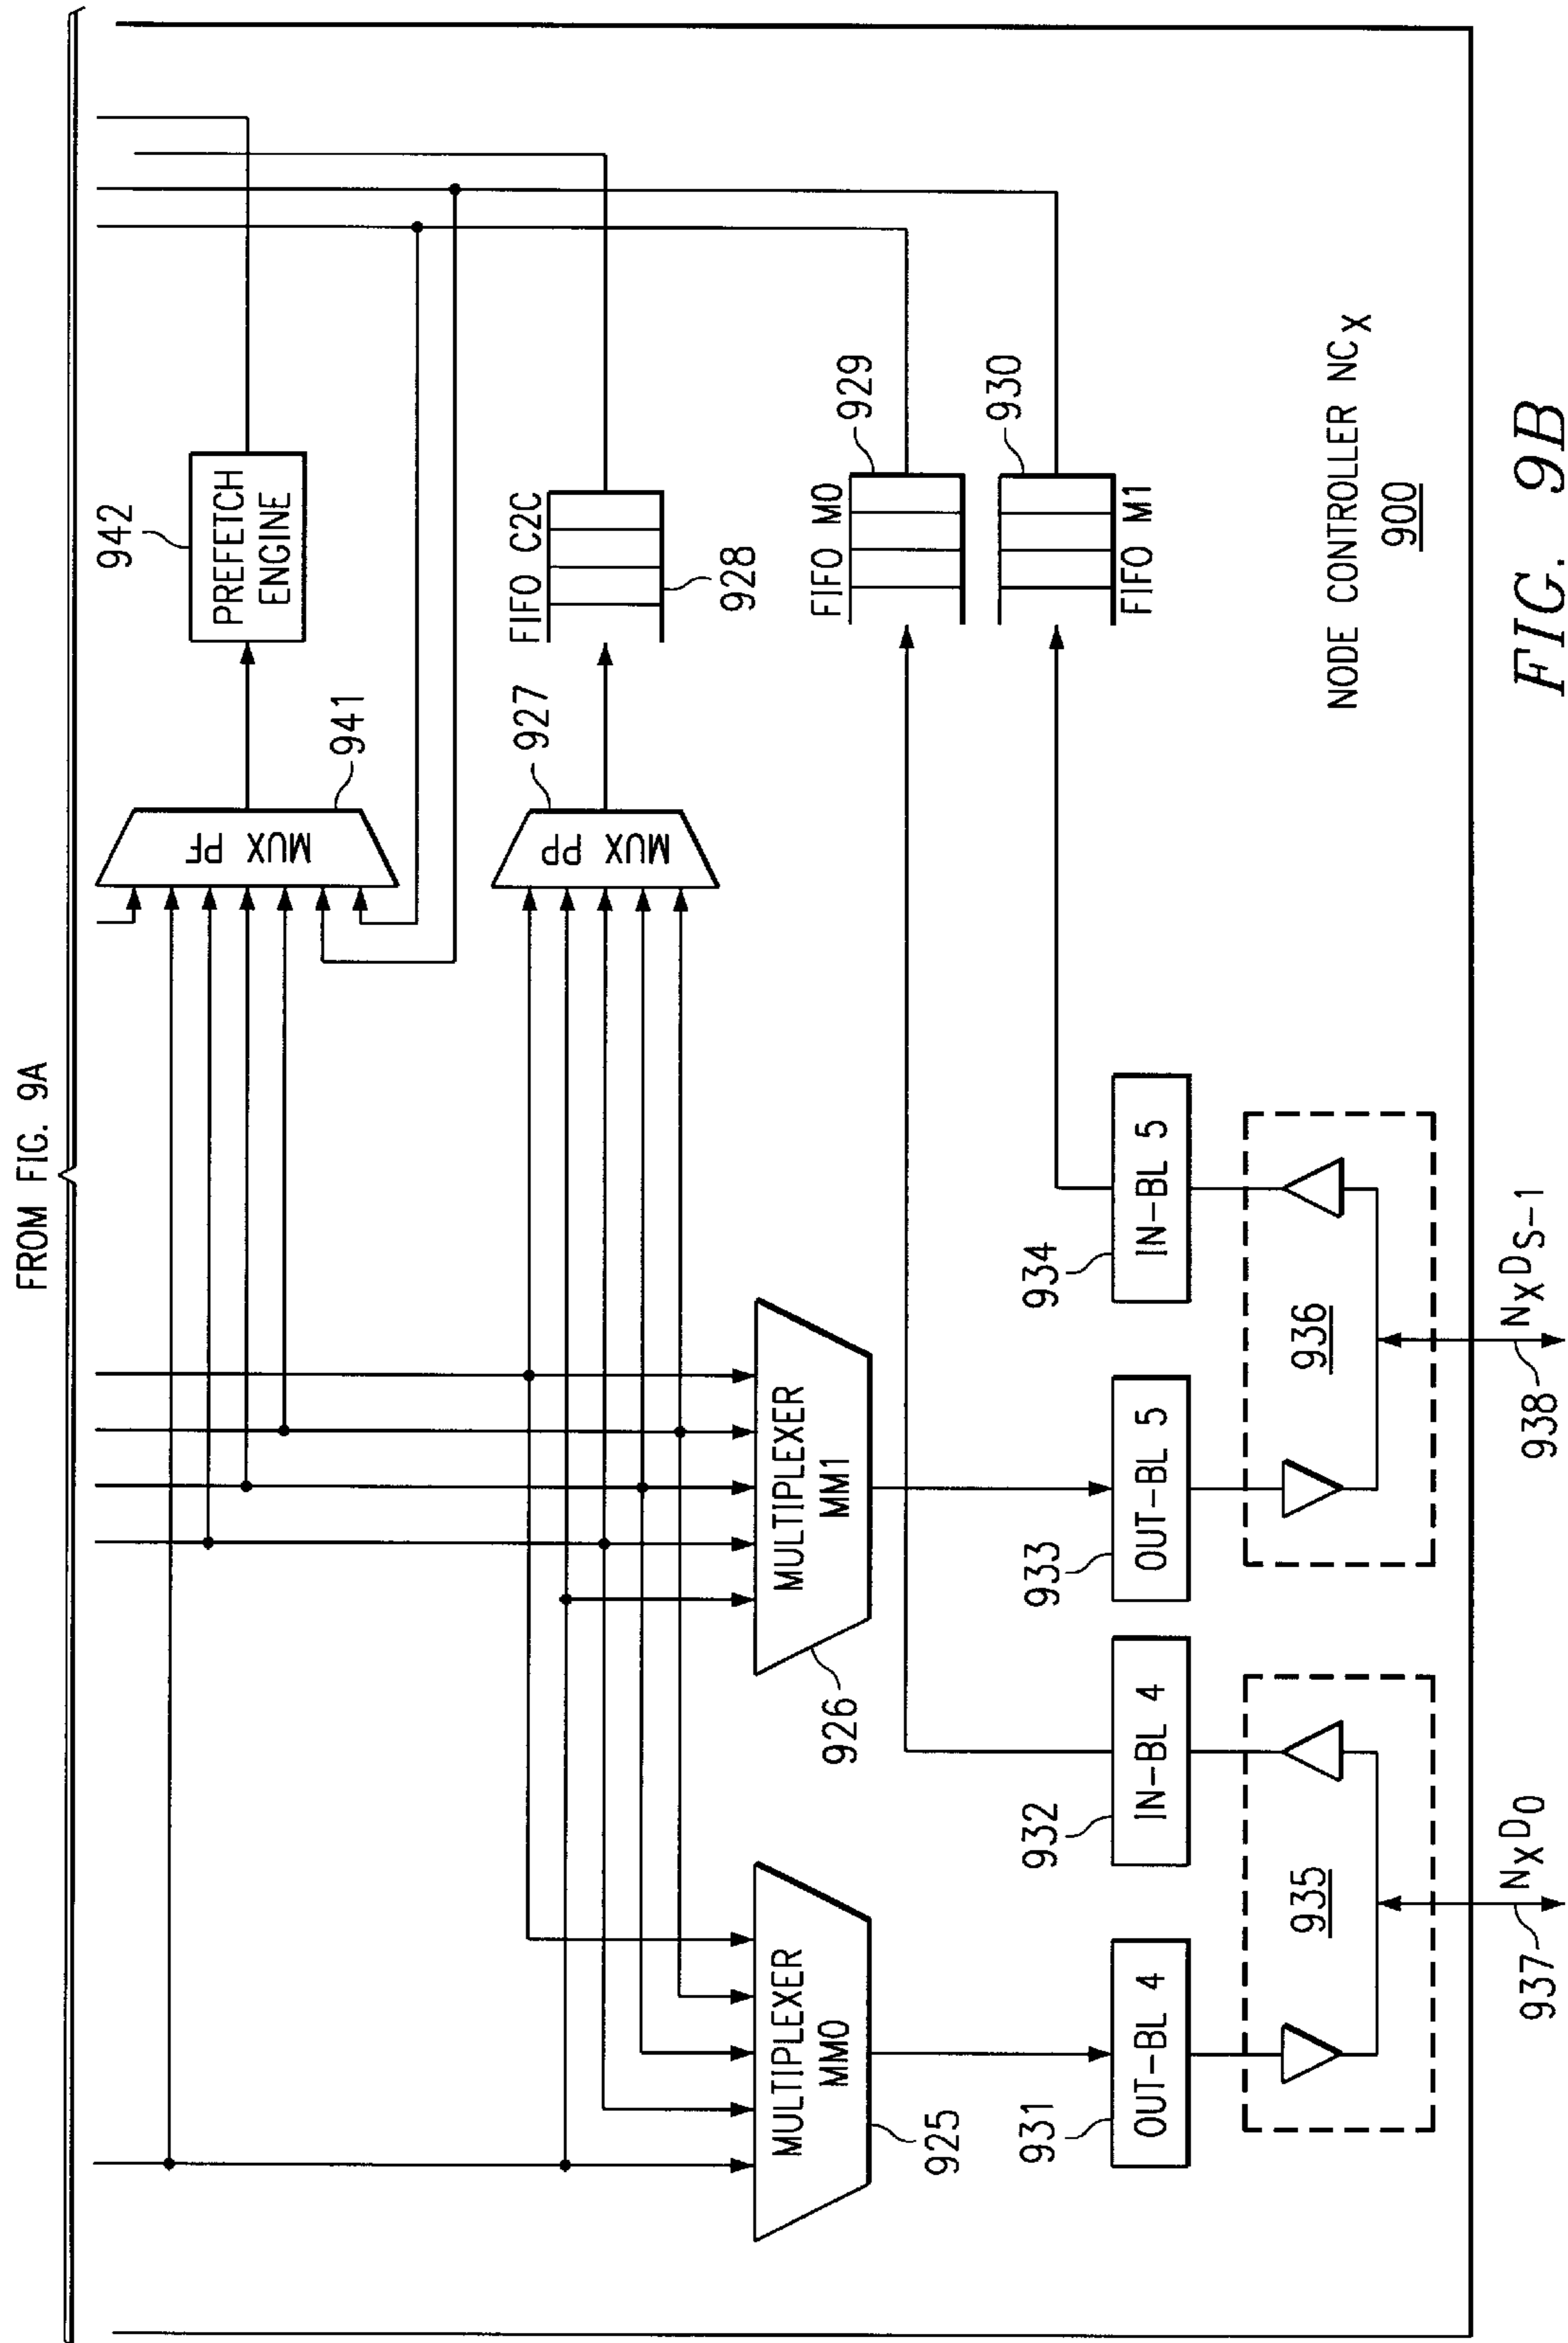 FROM FIG. 9A
942
PREFETCH
ENGINE
MUX PF
941
FIFO C2C
928
927
MUX PP
FIFO M0
929
930
FIFO M1
MULTIPLEXER
MM1
926
MULTIPLEXER
MM0
925
934
IN-BL 5
933
OUT-BL 5
932
IN-BL 4
931
OUT-BL 4
936
935
938
NXDS-1
937
NXD0
NODE CONTROLLER NCX
900
FIG. 9B